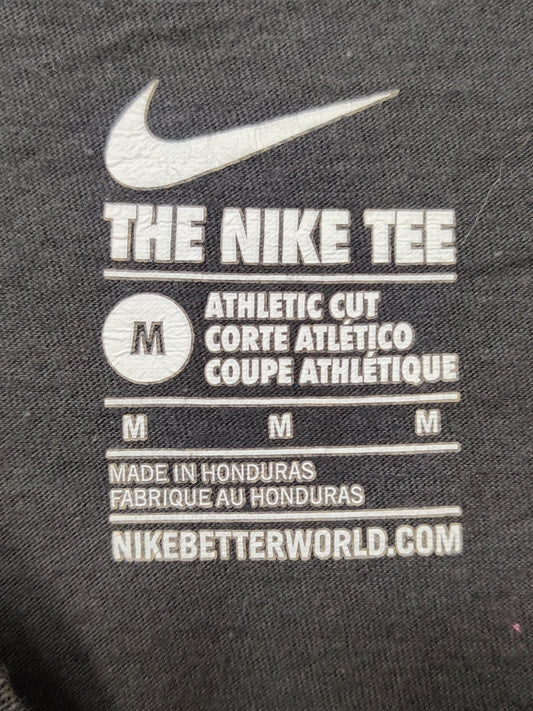 THE NIKE TEE
M
ATHLETIC CUT
CORTE ATLÉTICO
COUPE ATHLÉTIQUE
M M M
MADE IN HONDURAS
FABRIQUE AU HONDURAS
NIKEBETTERWORLD.COM